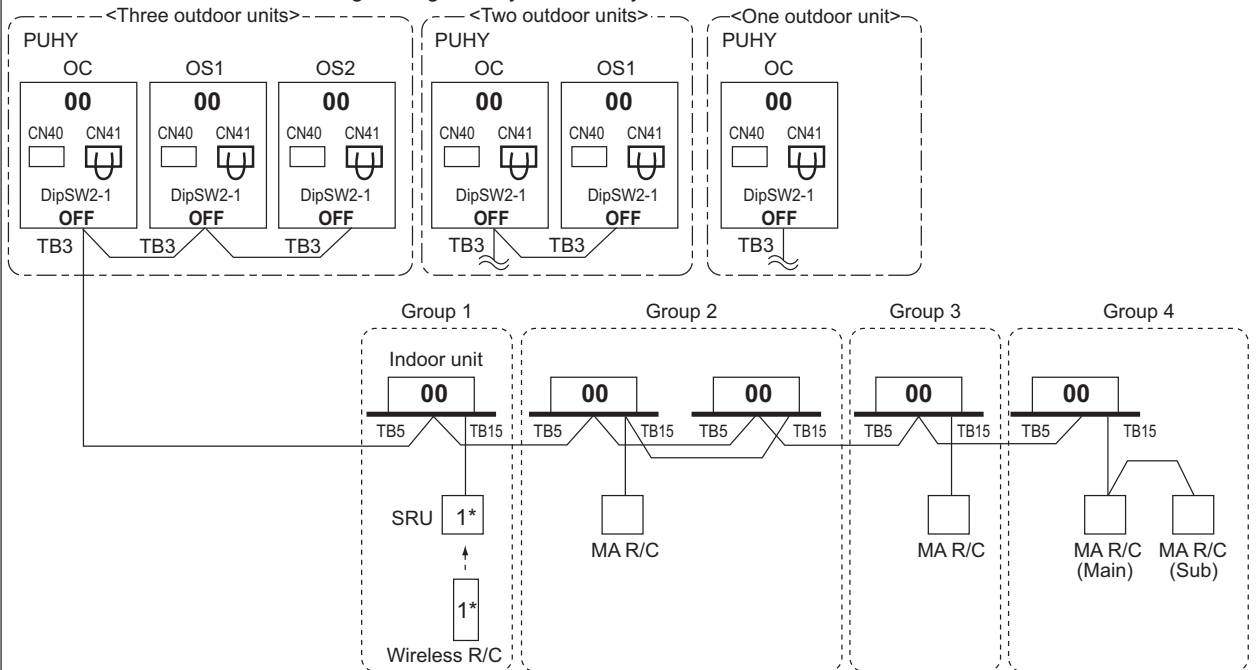 <Three outdoor units> <Two outdoor units> <One outdoor unit>
PUHY PUHY PUHY
OC OS1 OS2 OC OS1 OC
00 00 00 00 00 00
CN40 CN41 CN40 CN41 CN40 CN41 CN40 CN41 CN40 CN41 CN40 CN41
DipSW2-1 DipSW2-1 DipSW2-1 DipSW2-1 DipSW2-1 DipSW2-1
OFF OFF OFF OFF OFF OFF
TB3 TB3 TB3 TB3 TB3 TB3
Group 1 Group 2 Group 3 Group 4
Indoor unit
00 00 00 00 00
TB5 TB15 TB5 TB15 TB5 TB15 TB5 TB15 TB5 TB15
SRU 1*
MA R/C MA R/C MA R/C MA R/C
(Main) (Sub)
1*
Wireless R/C